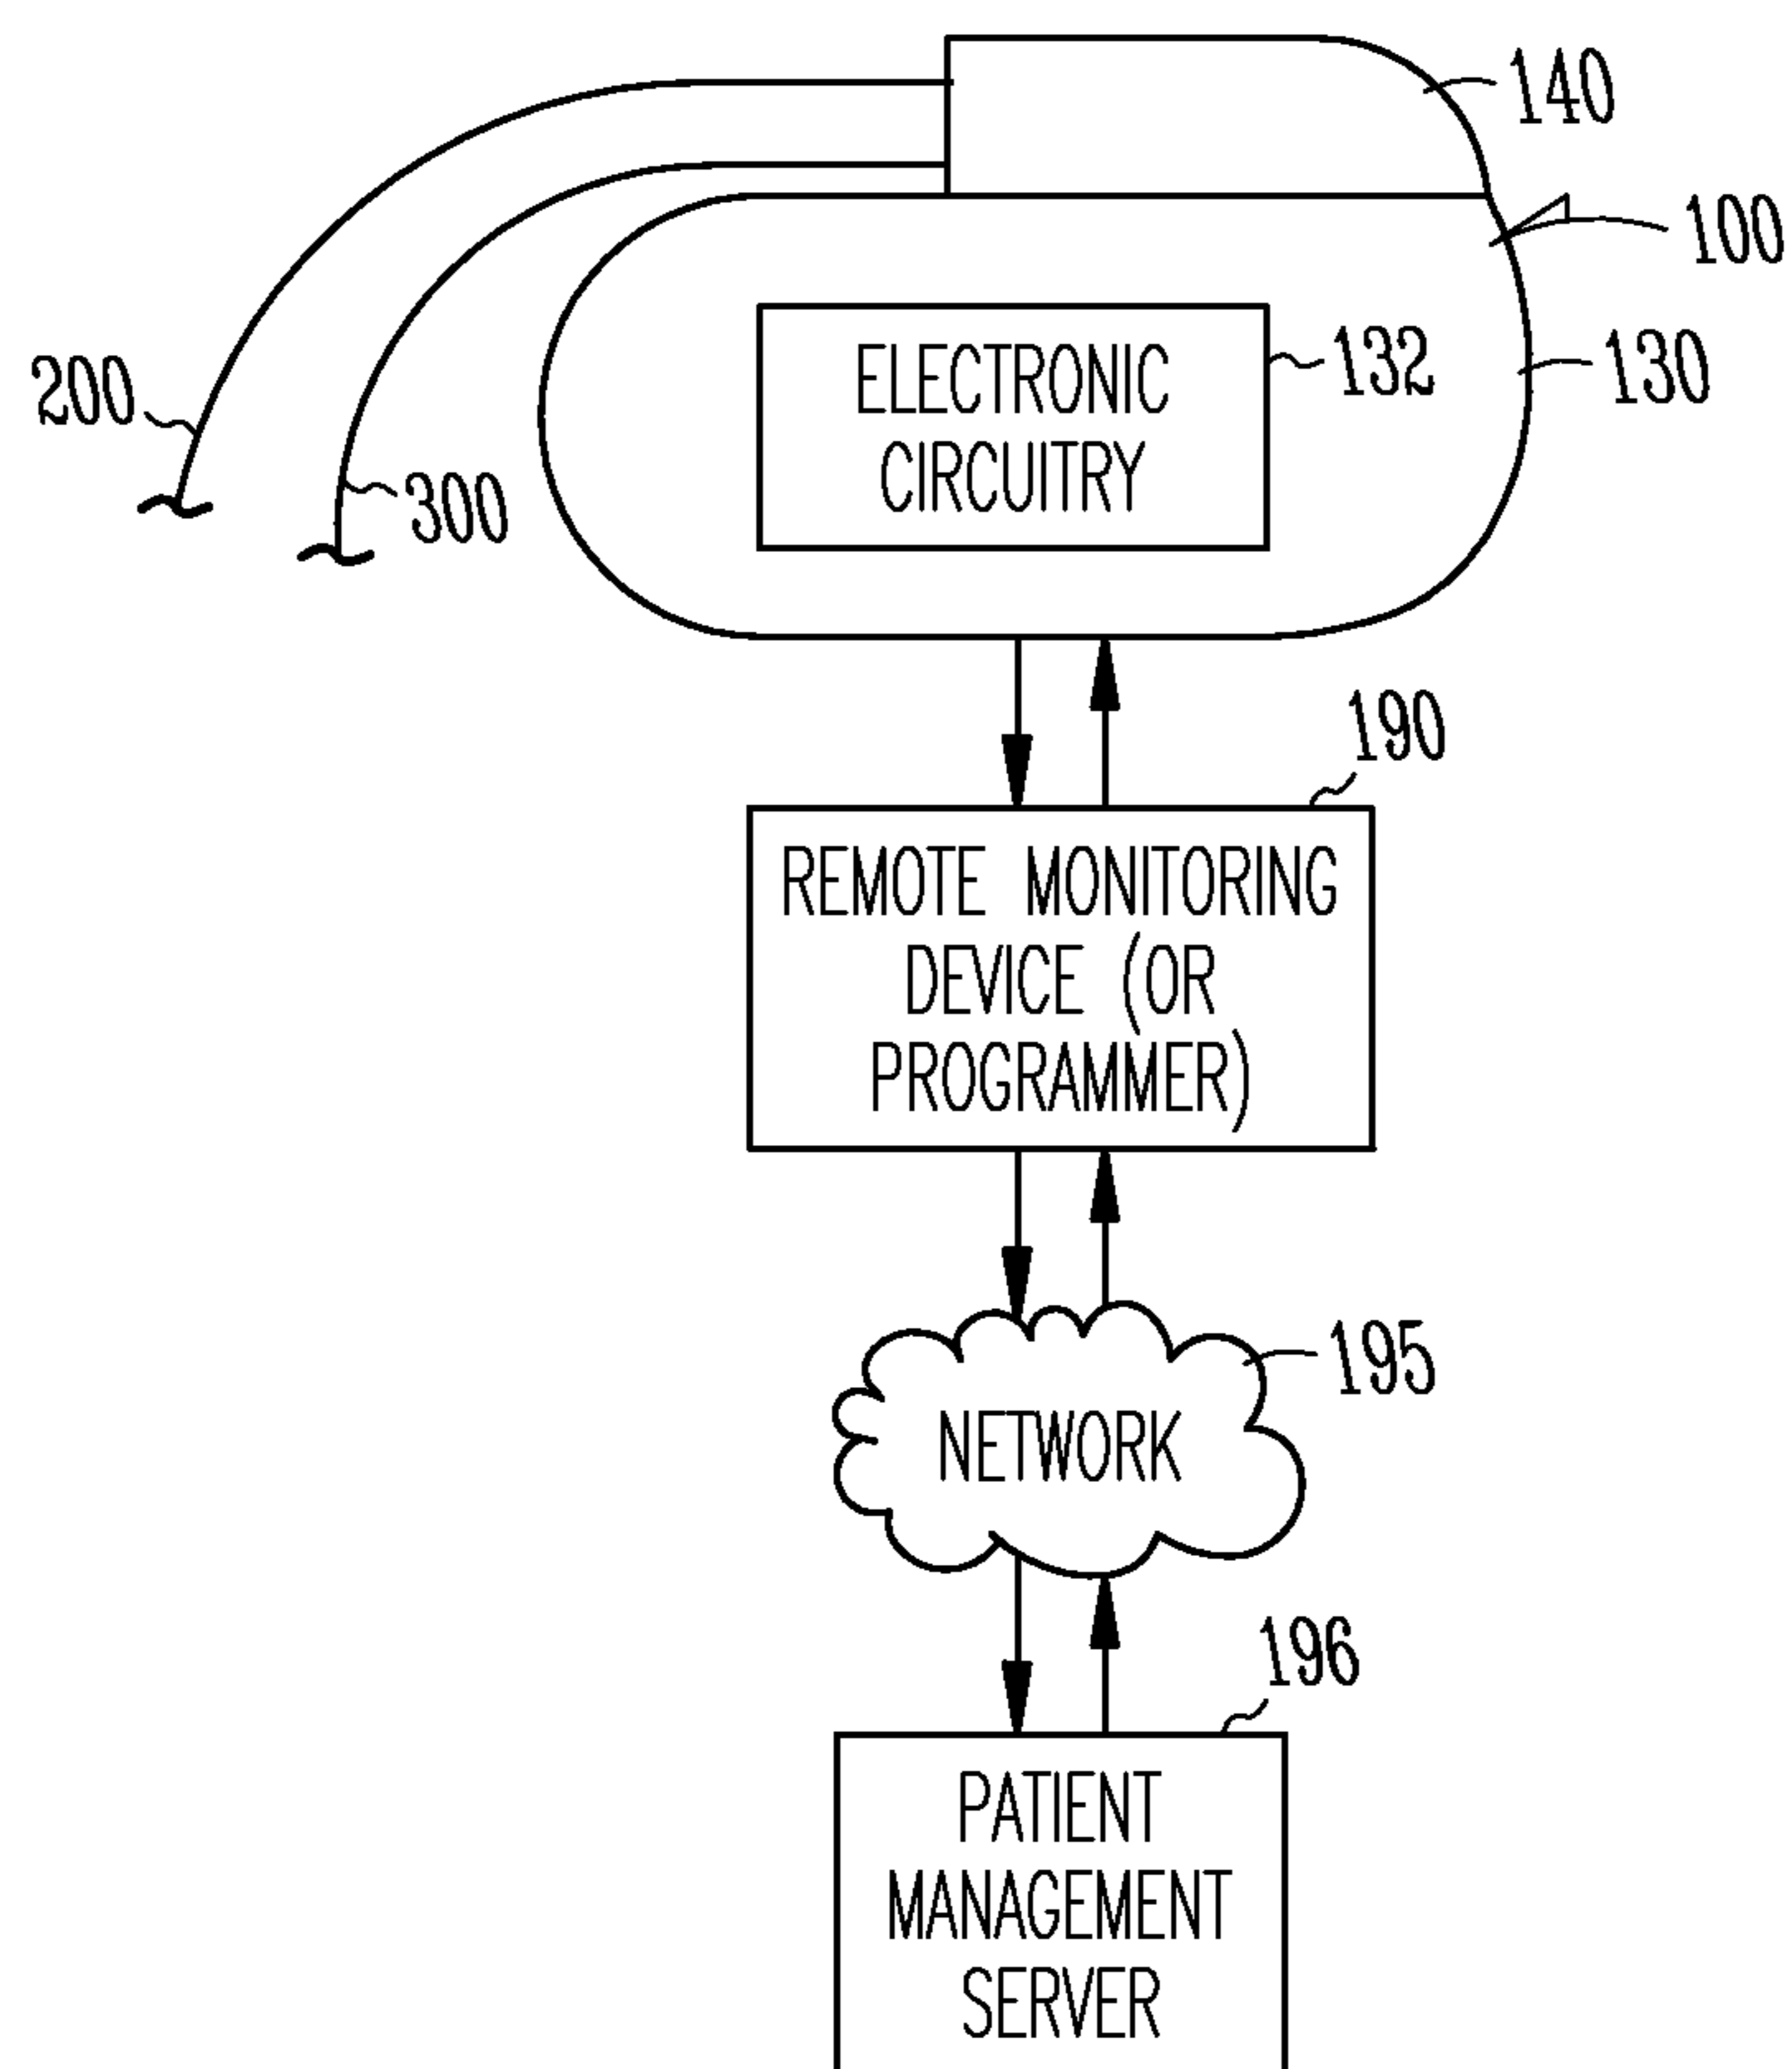 140
100
ELECTRONIC
CIRCUITRY
132
130
200
300
190
REMOTE MONITORING
DEVICE (OR
PROGRAMMER)
195
NETWORK
196
PATIENT
MANAGEMENT
SERVER